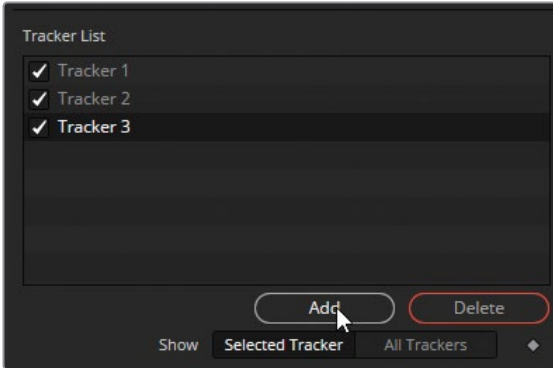 Tracker List
Tracker 1
Tracker 2
Tracker 3
Add Delete
Show Selected Tracker All Trackers